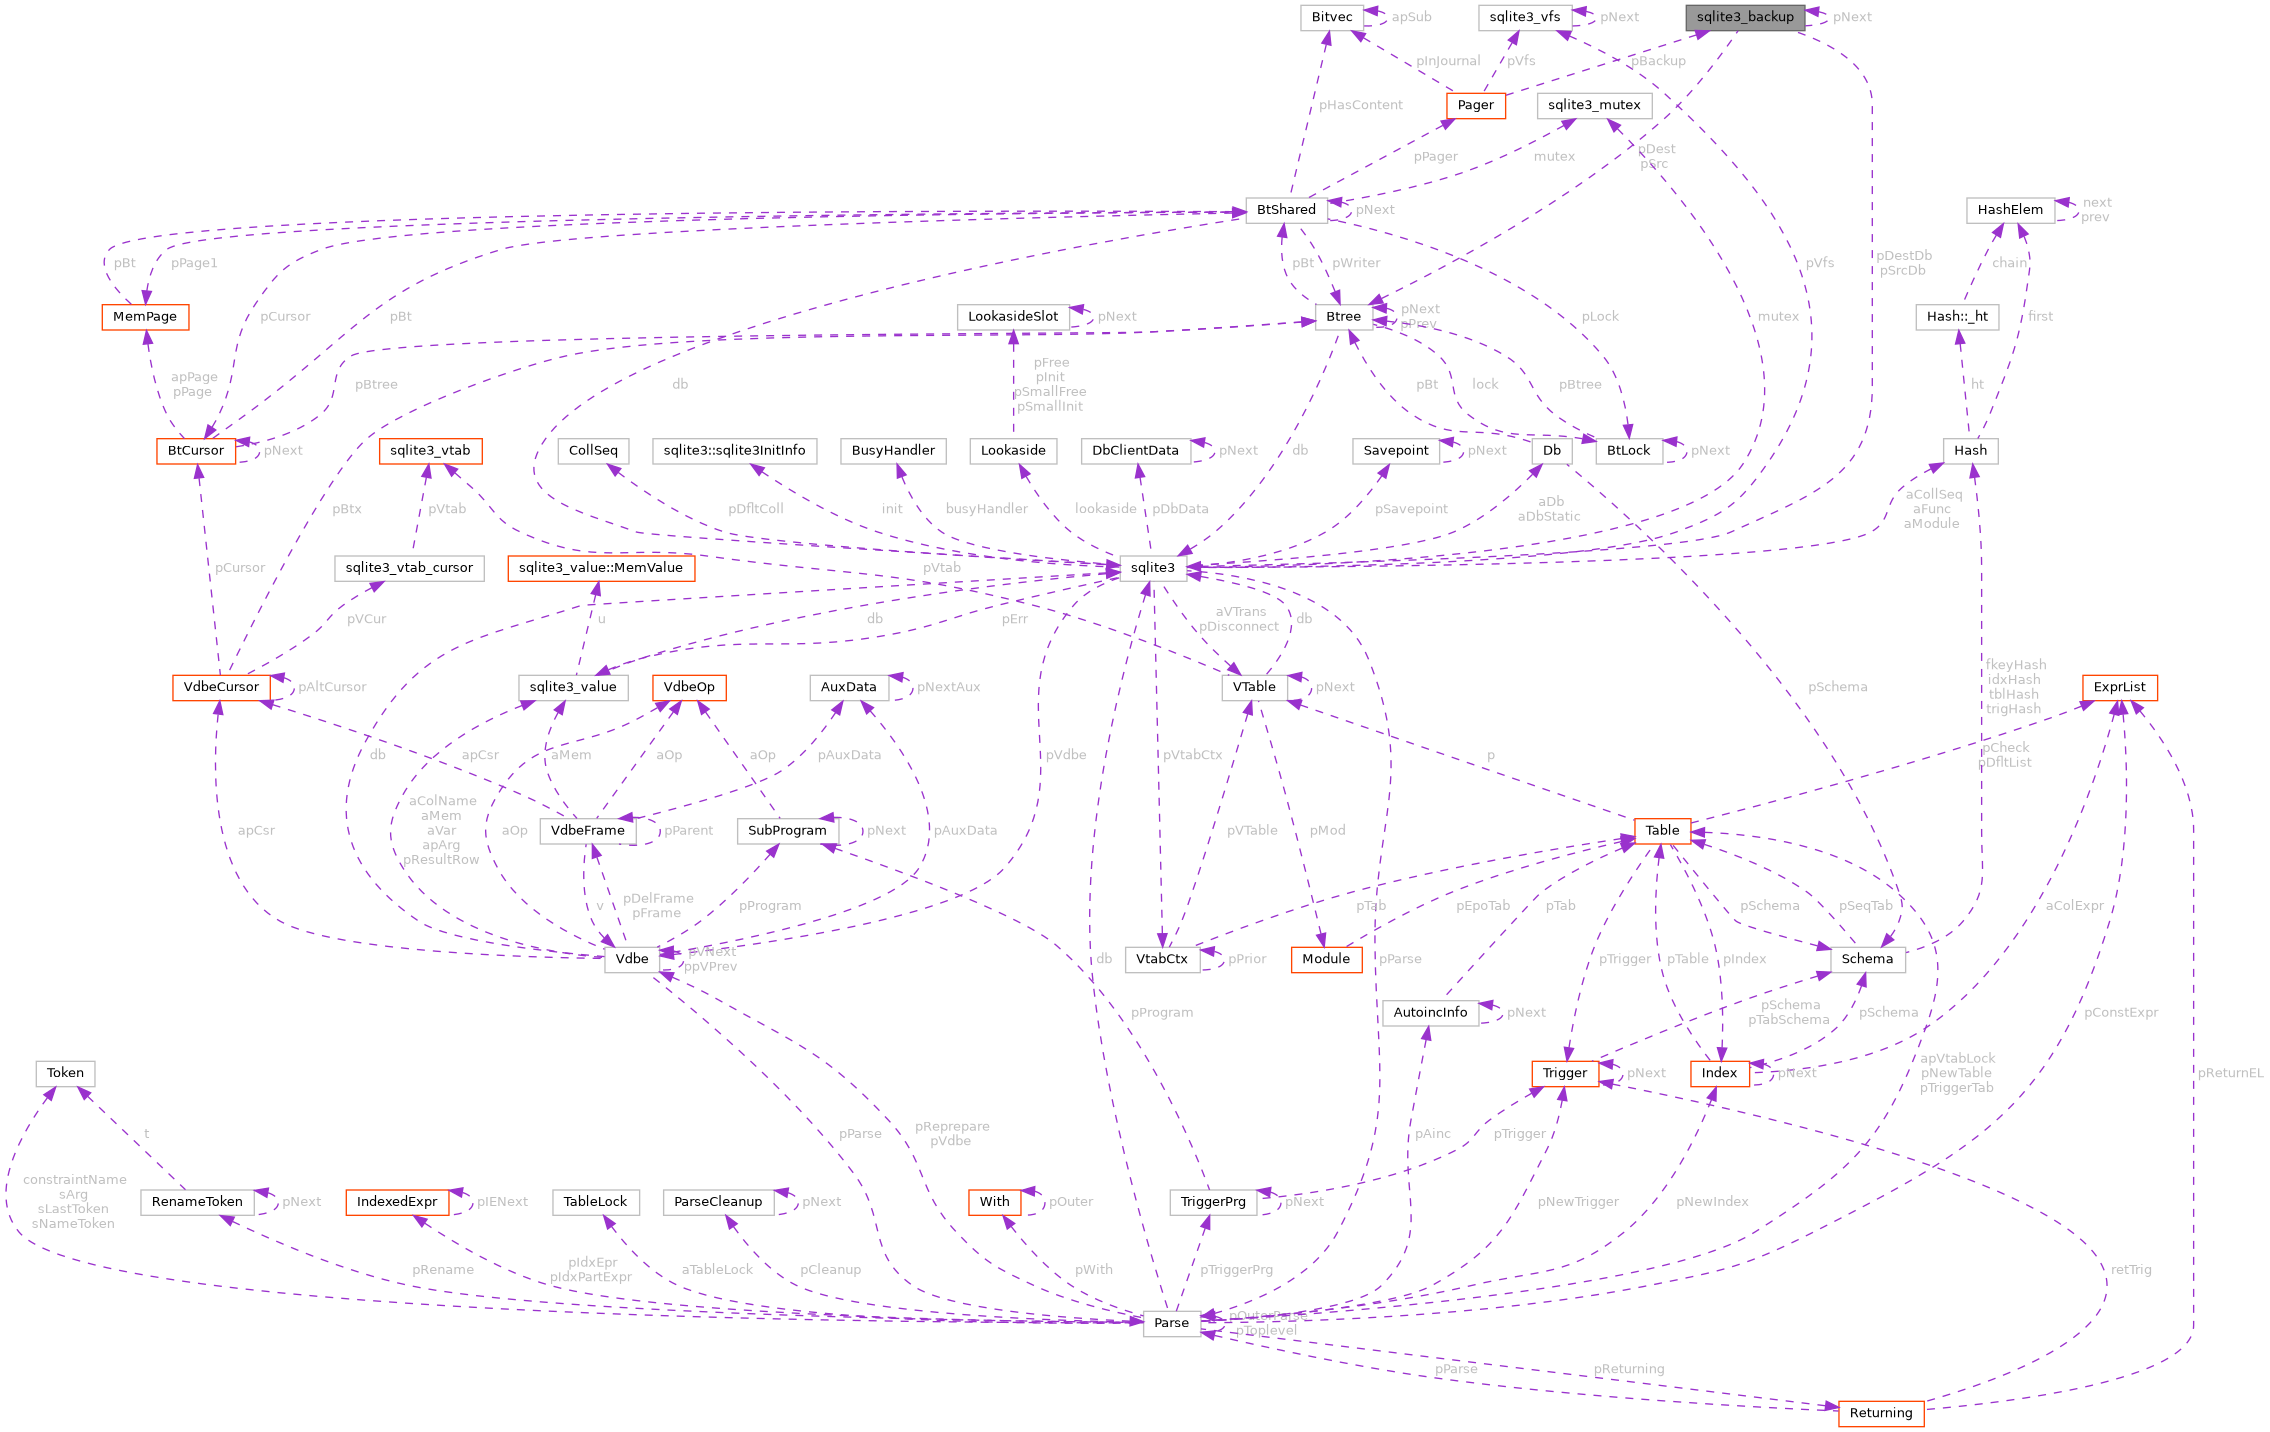 Bitvec
apSub
sqlite3_vfs
pNext
sqlite3_backup
pNext
pInJournal
pVfs
pBackup
pHasContent
Pager
sqlite3_mutex
pPager
mutex
pDest
pSrc
BtShared
pNext
HashElem
next
prev
pBt
pPage1
pBt
pWriter
pVfs
pDestDb
pSrcDb
chain
MemPage
pCursor
pBt
LookasideSlot
pNext
Btree
pNext
pPrev
pLock
mutex
Hash::_ht
first
apPage
pPage
pBtree
db
pFree
pInit
pSmallFree
pSmallInit
pBt
lock
pBtree
ht
BtCursor
pNext
sqlite3_vtab
CollSeq
sqlite3::sqlite3InitInfo
BusyHandler
Lookaside
DbClientData
pNext
db
Savepoint
pNext
Db
BtLock
pNext
Hash
pBtx
pVtab
pDfltColl
init
busyHandler
lookaside
pDbData
pSavepoint
aDb
aDbStatic
aCollSeq
aFunc
aModule
pCursor
sqlite3_vtab_cursor
sqlite3_value::MemValue
pVtab
sqlite3
pVCur
u
db
pErr
aVTrans
pDisconnect
db
VdbeCursor
pAltCursor
sqlite3_value
VdbeOp
AuxData
pNextAux
VTable
pNext
pSchema
fkeyHash
idxHash
tblHash
trigHash
ExprList
db
apCsr
aMem
aOp
aOp
pAuxData
pVdbe
pVtabCtx
p
pCheck
pDfltList
apCsr
aColName
aMem
aVar
apArg
pResultRow
aOp
VdbeFrame
pParent
SubProgram
pNext
pAuxData
pVTable
pMod
Table
v
pDelFrame
pFrame
pProgram
pTab
pEpoTab
pTab
pSchema
pSeqTab
aColExpr
Vdbe
pVNext
ppVPrev
db
VtabCtx
pPrior
pParse
Module
pTrigger
pTable
pIndex
Schema
pProgram
AutoincInfo
pNext
pSchema
pTabSchema
pSchema
pConstExpr
Token
Trigger
pNext
Index
pNext
apVtabLock
pNewTable
pTriggerTab
pReturnEL
t
pParse
pReprepare
pVdbe
pAinc
pTrigger
constraintName
sArg
sLastToken
sNameToken
RenameToken
pNext
IndexedExpr
pIENext
TableLock
ParseCleanup
pNext
With
pOuter
TriggerPrg
pNext
pNewTrigger
pNewIndex
pRename
pIdxEpr
pIdxPartExpr
aTableLock
pCleanup
pWith
pTriggerPrg
retTrig
Parse
pOuterParse
pToplevel
pParse
pReturning
Returning